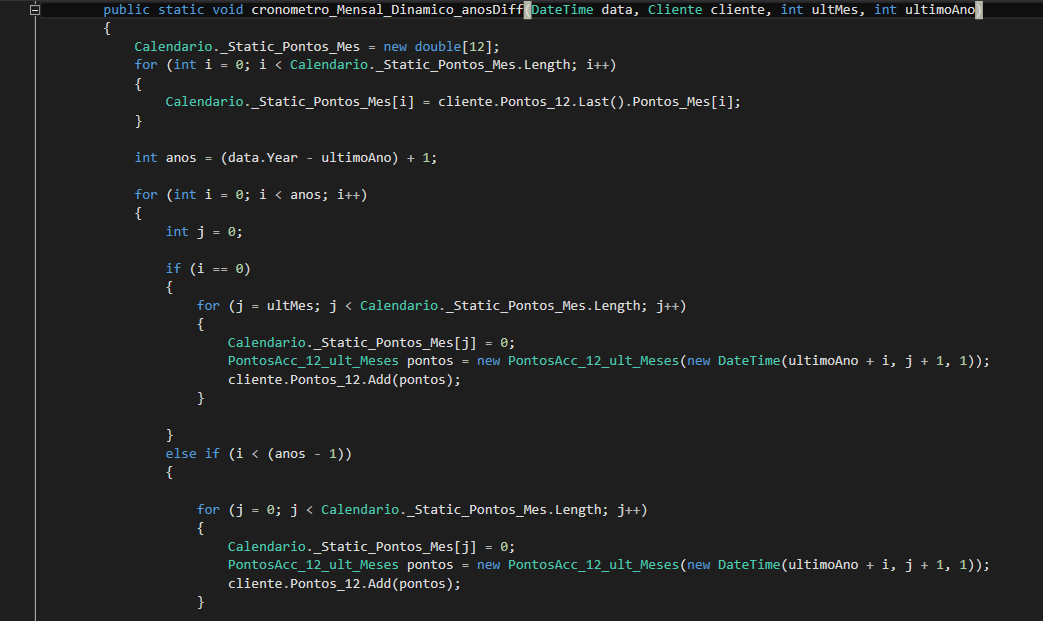 public static void cronometro_Mensal_Dinamico_anosDiff(DateTime data, Cliente cliente, int ultMes, int ultimoAno)
{
Calendario._Static_Pontos_Mes = new double[12];
for (int i = 0; i < Calendario._Static_Pontos_Mes.Length; i++)
{
Calendario._Static_Pontos_Mes[i] = cliente.Pontos_12.Last().Pontos_Mes[i];
}
int anos = (data.Year - ultimoAno) + 1;
for (int i = 0; i < anos; i++)
{
int j = 0;
if (i == 0)
{
for (j = ultMes; j < Calendario._Static_Pontos_Mes.Length; j++)
{
Calendario._Static_Pontos_Mes[j] = 0;
PontosAcc_12_ult_Meses pontos = new PontosAcc_12_ult_Meses(new DateTime(ultimoAno + i, j + 1, 1));
cliente.Pontos_12.Add(pontos);
}
}
else if (i < (anos - 1))
{
for (j = 0; j < Calendario._Static_Pontos_Mes.Length; j++)
{
Calendario._Static_Pontos_Mes[j] = 0;
PontosAcc_12_ult_Meses pontos = new PontosAcc_12_ult_Meses(new DateTime(ultimoAno + i, j + 1, 1));
cliente.Pontos_12.Add(pontos);
}